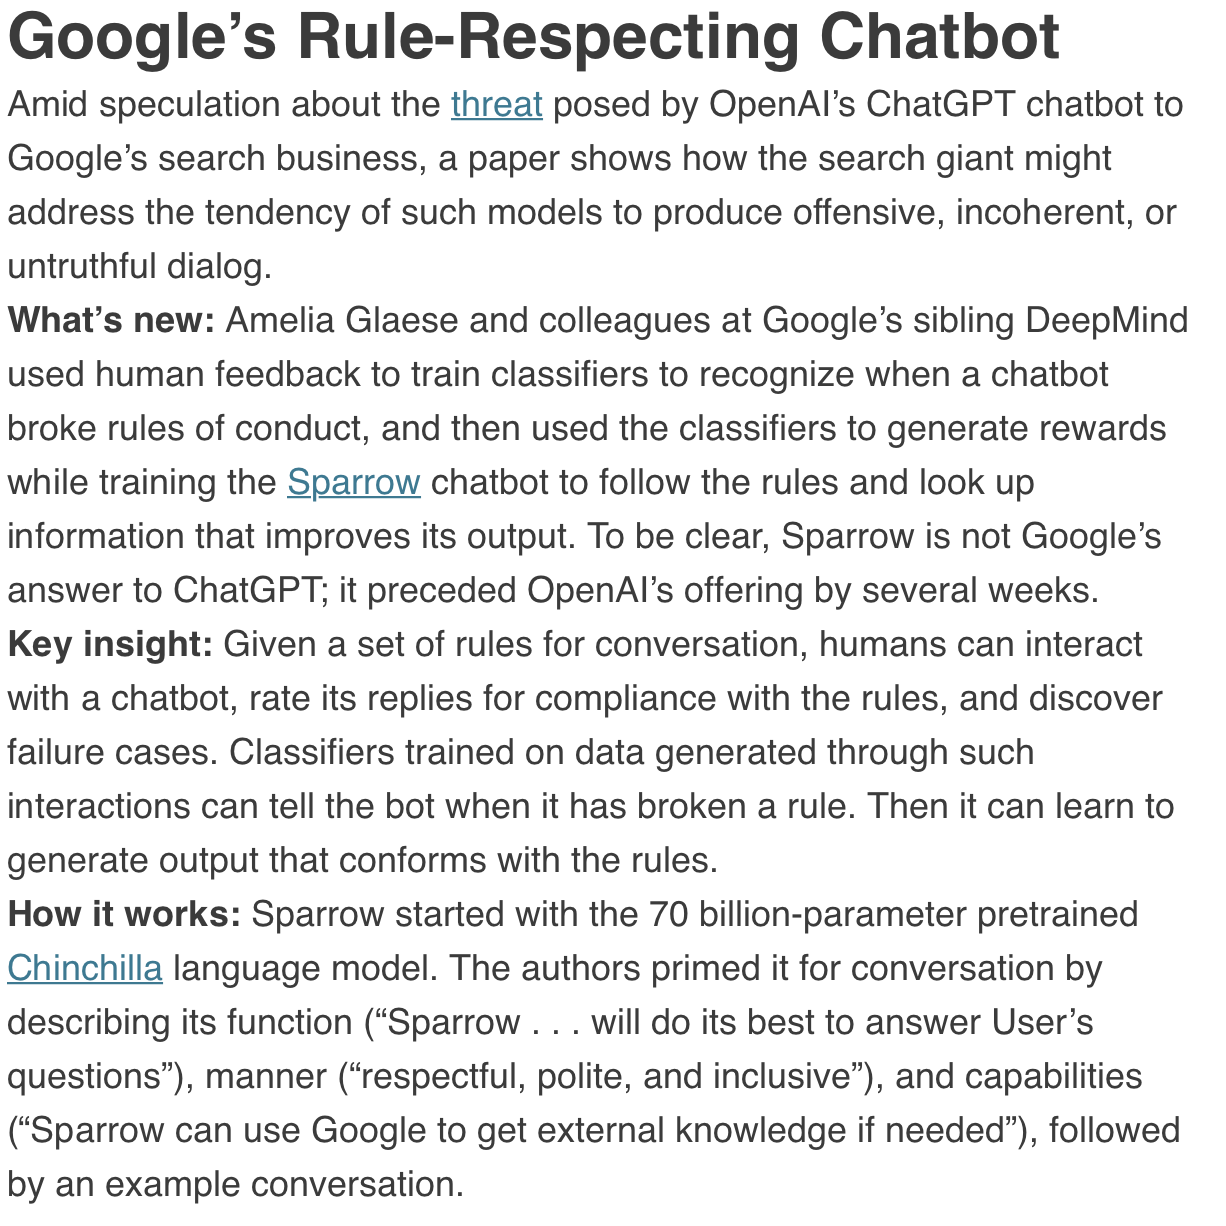 Google’s Rule-Respecting Chatbot
Amid speculation about the threat posed by OpenAI’s ChatGPT chatbot to
Google’s search business, a paper shows how the search giant might
address the tendency of such models to produce offensive, incoherent, or
untruthful dialog.
What’s new: Amelia Glaese and colleagues at Google’s sibling DeepMind
used human feedback to train classifiers to recognize when a chatbot
broke rules of conduct, and then used the classifiers to generate rewards
while training the Sparrow chatbot to follow the rules and look up
information that improves its output. To be clear, Sparrow is not Google’s
answer to ChatGPT; it preceded OpenAI’s offering by several weeks.
Key insight: Given a set of rules for conversation, humans can interact
with a chatbot, rate its replies for compliance with the rules, and discover
failure cases. Classifiers trained on data generated through such
interactions can tell the bot when it has broken a rule. Then it can learn to
generate output that conforms with the rules.
How it works: Sparrow started with the 70 billion-parameter pretrained
Chinchilla language model. The authors primed it for conversation by
describing its function (“Sparrow . . . will do its best to answer User’s
questions”), manner (“respectful, polite, and inclusive”), and capabilities
(“Sparrow can use Google to get external knowledge if needed”), followed
by an example conversation.